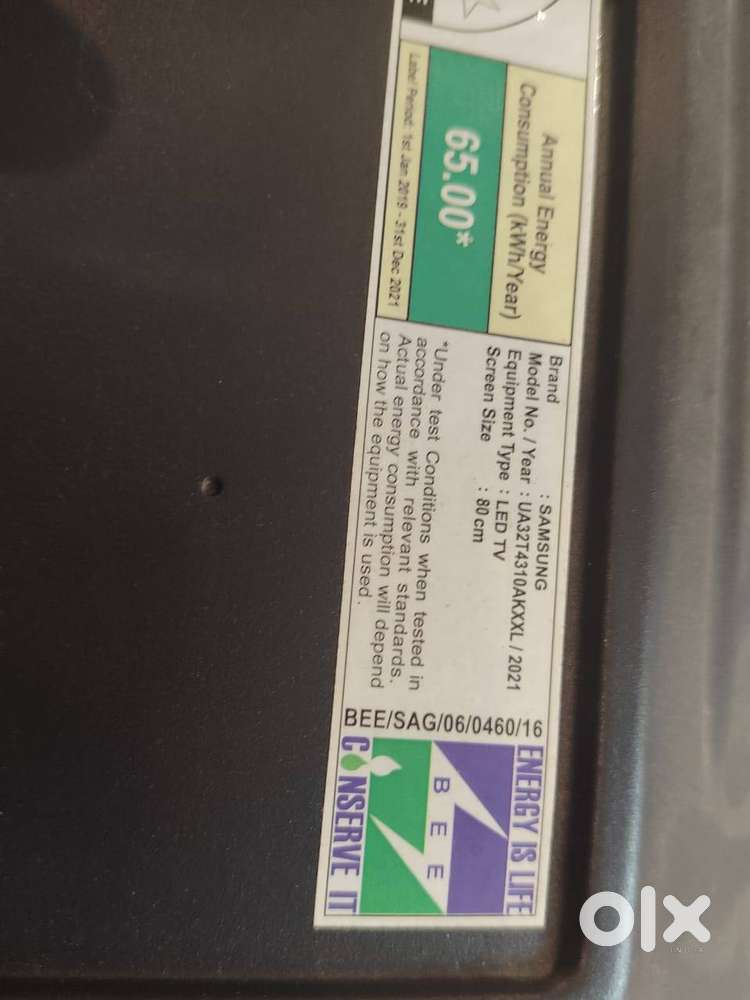 Annual Energy
Consumption (kWh/Year)
65.00*
Label Period: 1st Jan 2019 - 31st Dec 2021
Brand : SAMSUNG
Model No. / Year : UA32T4310AKXXL / 2021
Equipment Type : LED TV
Screen Size : 80 cm
*Under test Conditions when tested in
accordance with relevant standards.
Actual energy consumption will depend
on how the equipment is used.
BEE/SAG/06/0460/16
ENERGY IS LIFE
BEE
CONSERVE IT
olx
INDIA